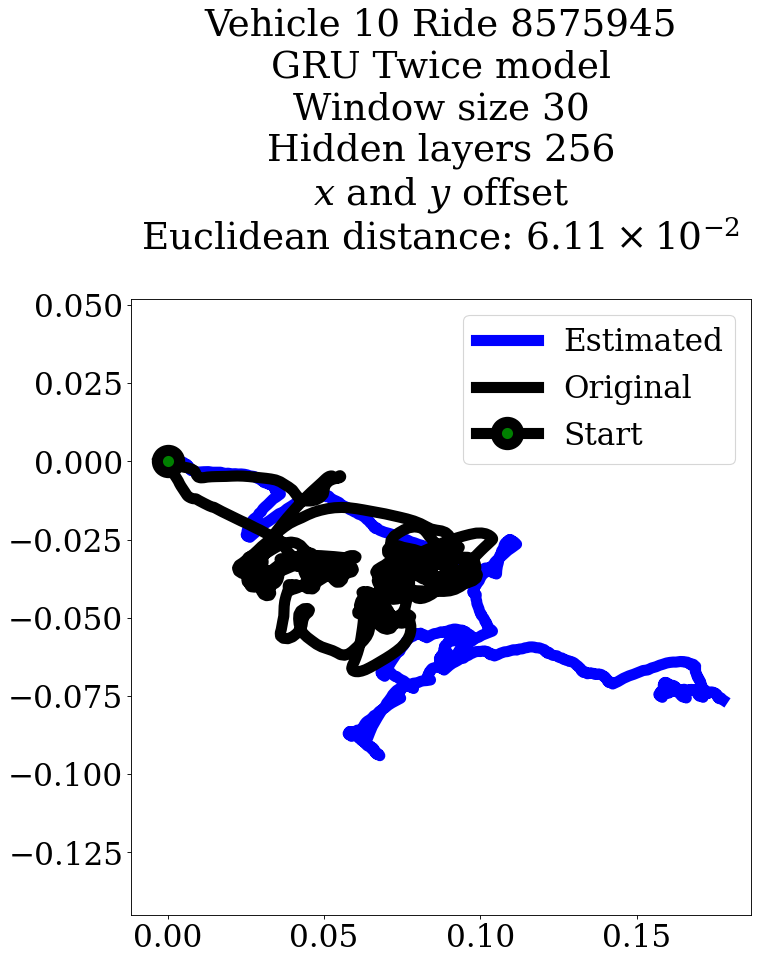 Vehicle 10 Ride 8575945
GRU Twice model
Window size 30
Hidden layers 256
x and y offset
Euclidean distance: 6.11 × 10⁻²
Estimated
Original
Start
0.050
0.025
0.000
−0.025
−0.050
−0.075
−0.100
−0.125
0.00 0.05 0.10 0.15